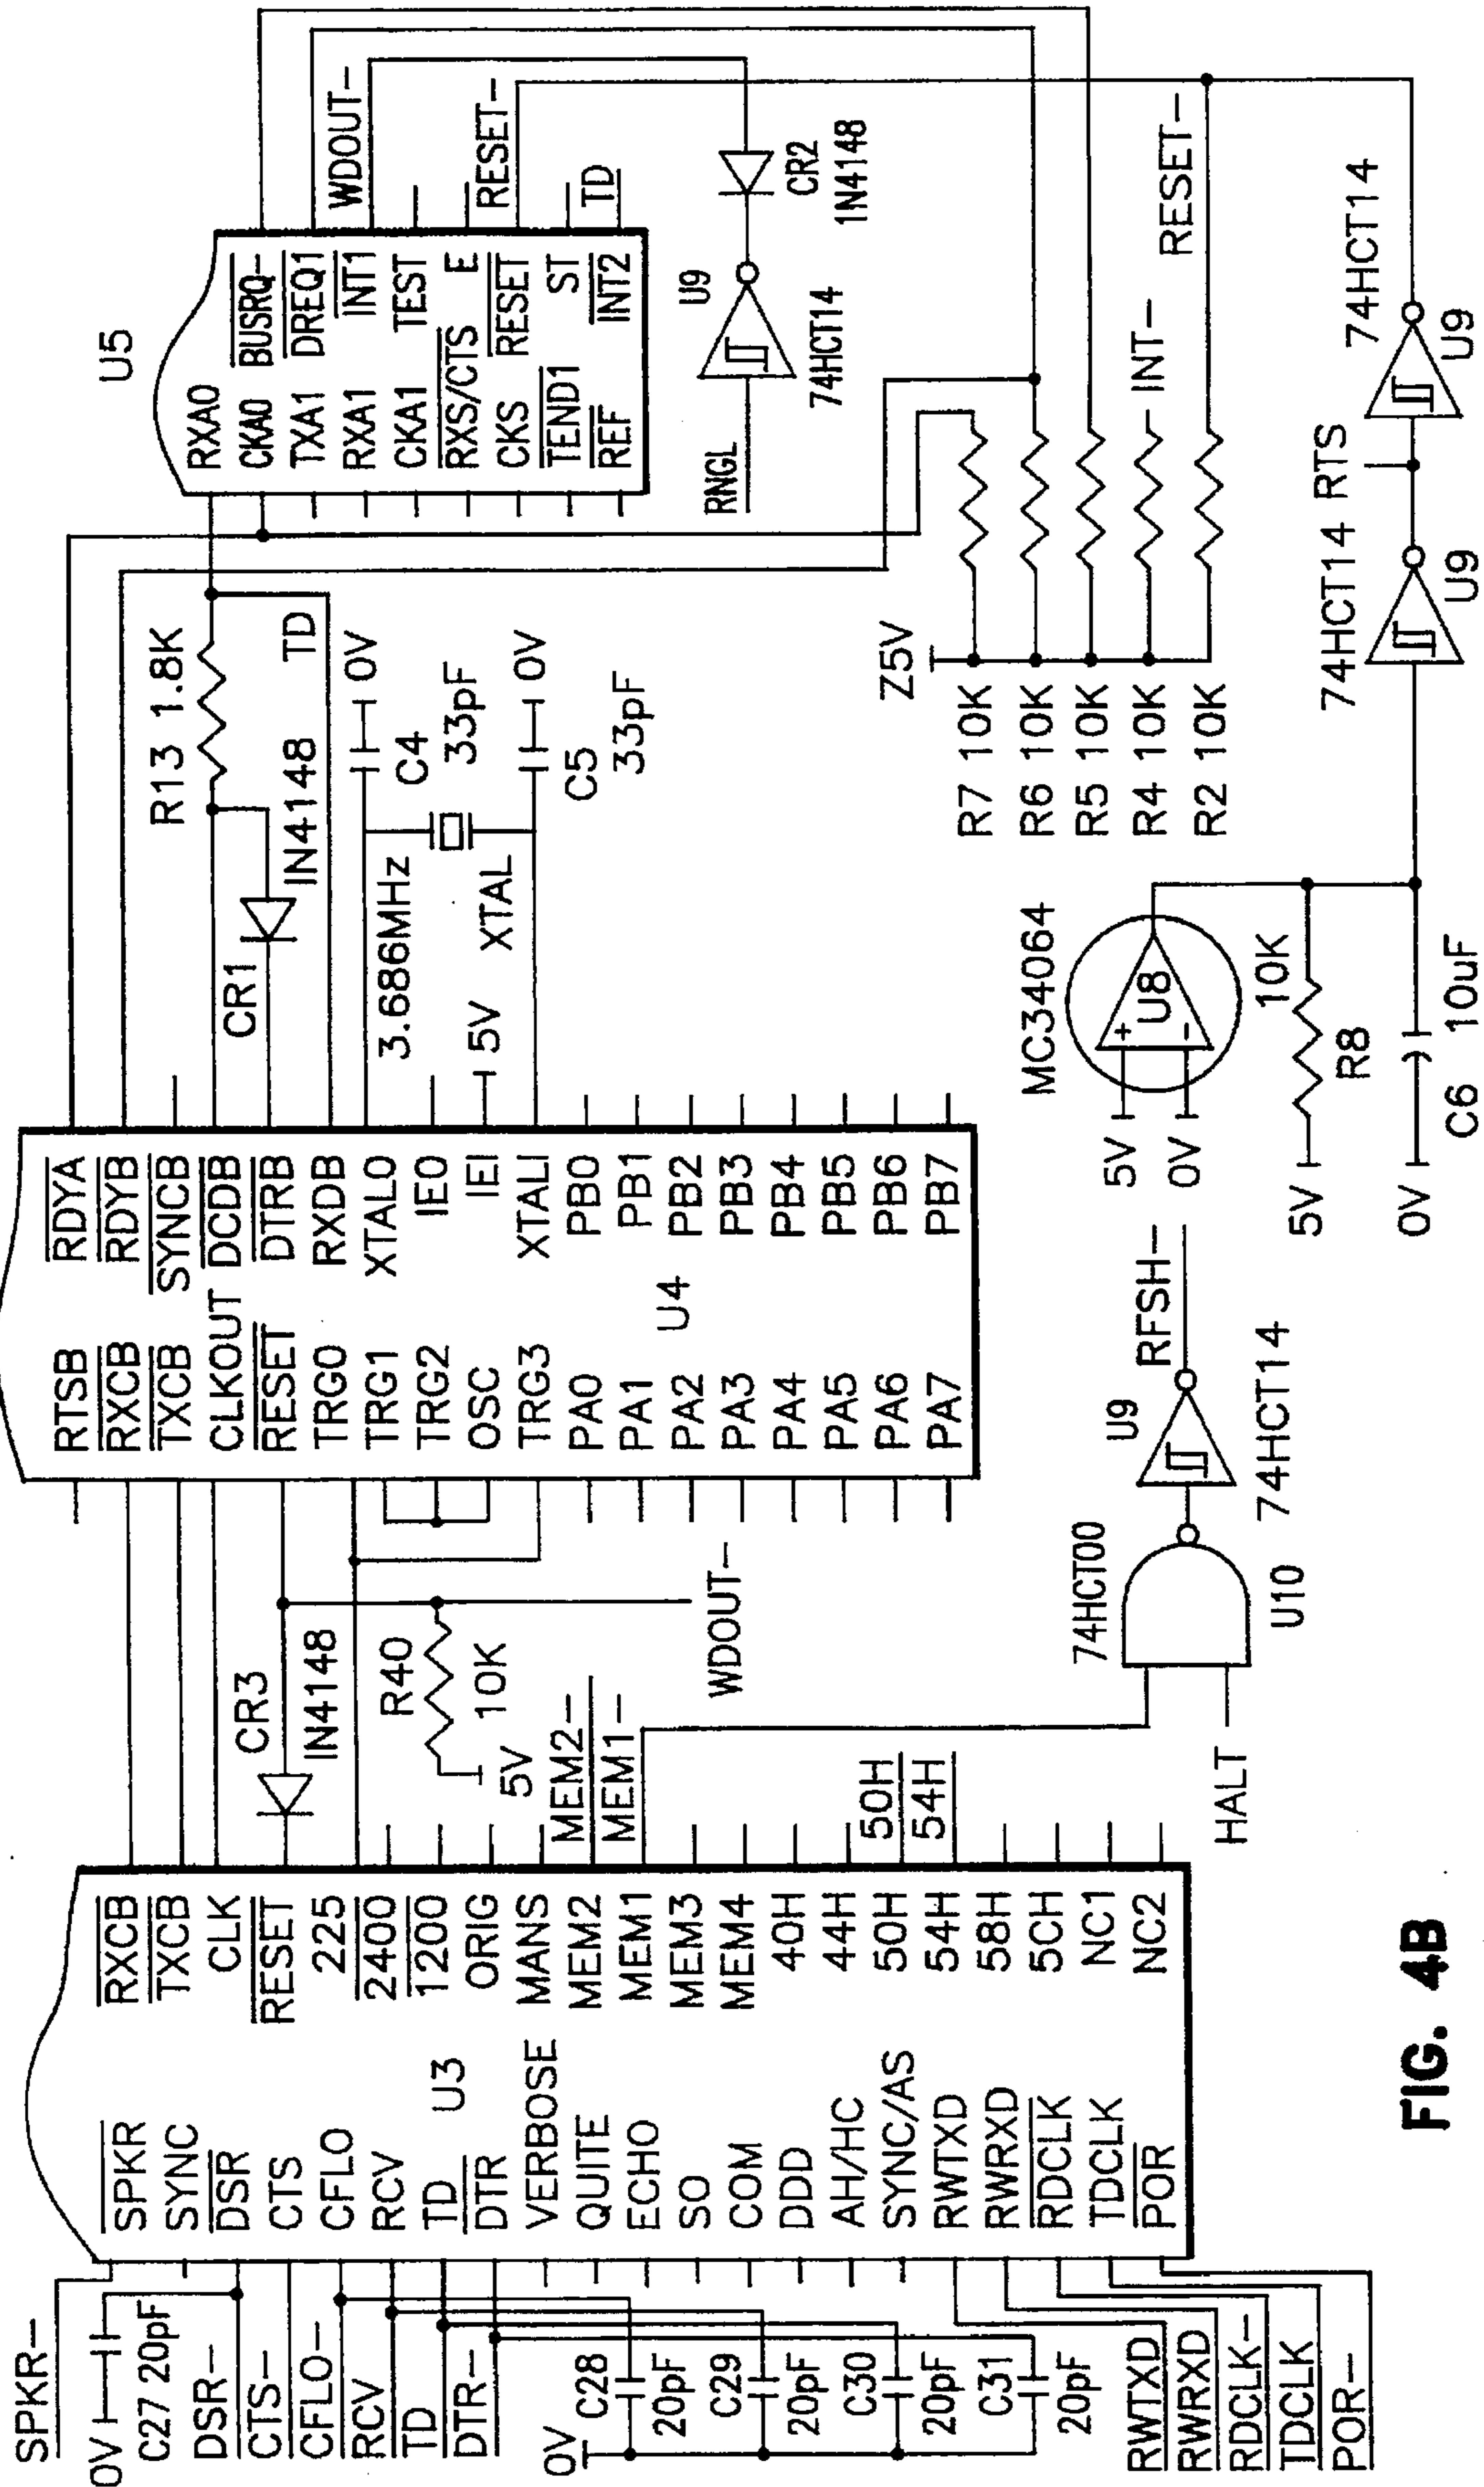 SPKR-
0V
C27 20pF
DSR-
CTS-
CFLO-
RCV
TD
DTR-
0V
C28
20pF
C29
20pF
C30
20pF
C31
20pF
RWTXD
RWRXD
RDCLK-
TDCLK
POR-
SPKR
SYNC
DSR
CTS
CFLO
RCV
TD
DTR
VERBOSE
QUITE
ECHO
SO
COM
DDD
AH/HC
SYNC/AS
RWTXD
RWRXD
RDCLK
TDCLK
POR
U3
RXCB
TXCB
CLK
RESET
225
2400
1200
ORIG
MANS
MEM2
MEM1
MEM3
MEM4
40H
44H
50H
54H
58H
5CH
NC1
NC2
CR3
IN4148
R40
10K
5V
MEM2-
MEM1-
50H
54H
WDOUT-
HALT
74HCT00
U10
U9
74HCT14
RFSH-
RTSB
RXCB
TXCB
CLKOUT
RESET
TRG0
TRG1
TRG2
OSC
TRG3
PA0
PA1
PA2
PA3
PA4
PA5
PA6
PA7
U4
RDYA
RDYB
SYNCB
DCDB
DTRB
RXDB
XTALO
IEO
IEI
XTALI
PB0
PB1
PB2
PB3
PB4
PB5
PB6
PB7
R13 1.8K
CR1
IN4148
TD
3.686MHz
XTAL
5V
C4
33pF
0V
C5
33pF
0V
MC34064
U8
+
-
5V
0V
5V
10K
R8
0V
C6 10uF
Z5V
R7 10K
R6 10K
R5 10K
R4 10K
R2 10K
INT-
RESET-
74HCT14
U9
RTS
74HCT14
U9
U5
RXA0
CKA0
TXA1
RXA1
CKA1
RXS/CTS
CKS
TEND1
REF
BUSRQ-
DREQ1
INT1
TEST
E
RESET
ST
INT2
WDOUT-
RESET-
TD
RNGL
U9
74HCT14
CR2
1N4148
FIG. 4B